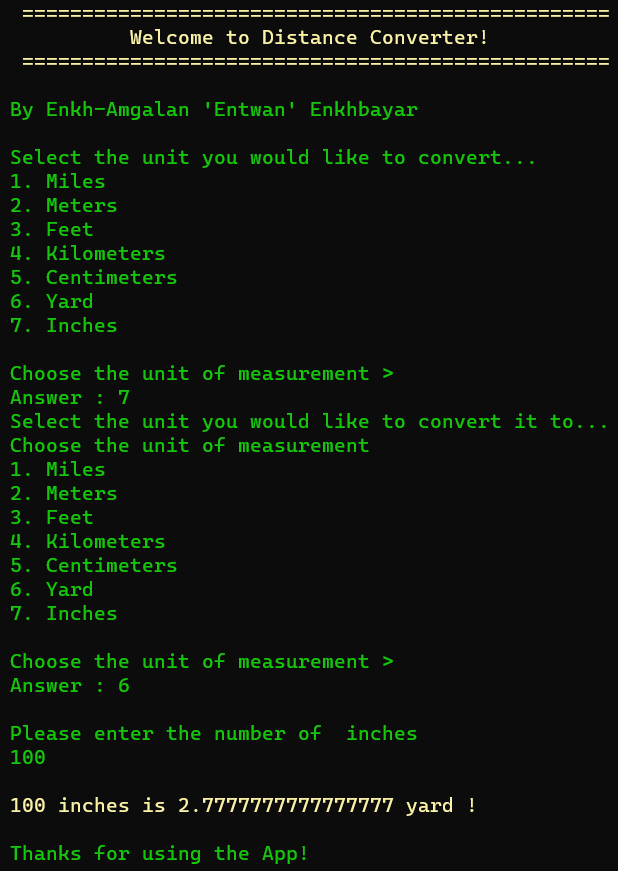 =================================================
Welcome to Distance Converter!
=================================================
By Enkh-Amgalan 'Entwan' Enkhbayar
Select the unit you would like to convert...
1. Miles
2. Meters
3. Feet
4. Kilometers
5. Centimeters
6. Yard
7. Inches
Choose the unit of measurement >
Answer : 7
Select the unit you would like to convert it to...
Choose the unit of measurement
1. Miles
2. Meters
3. Feet
4. Kilometers
5. Centimeters
6. Yard
7. Inches
Choose the unit of measurement >
Answer : 6
Please enter the number of  inches
100
100 inches is 2.7777777777777777 yard !
Thanks for using the App!